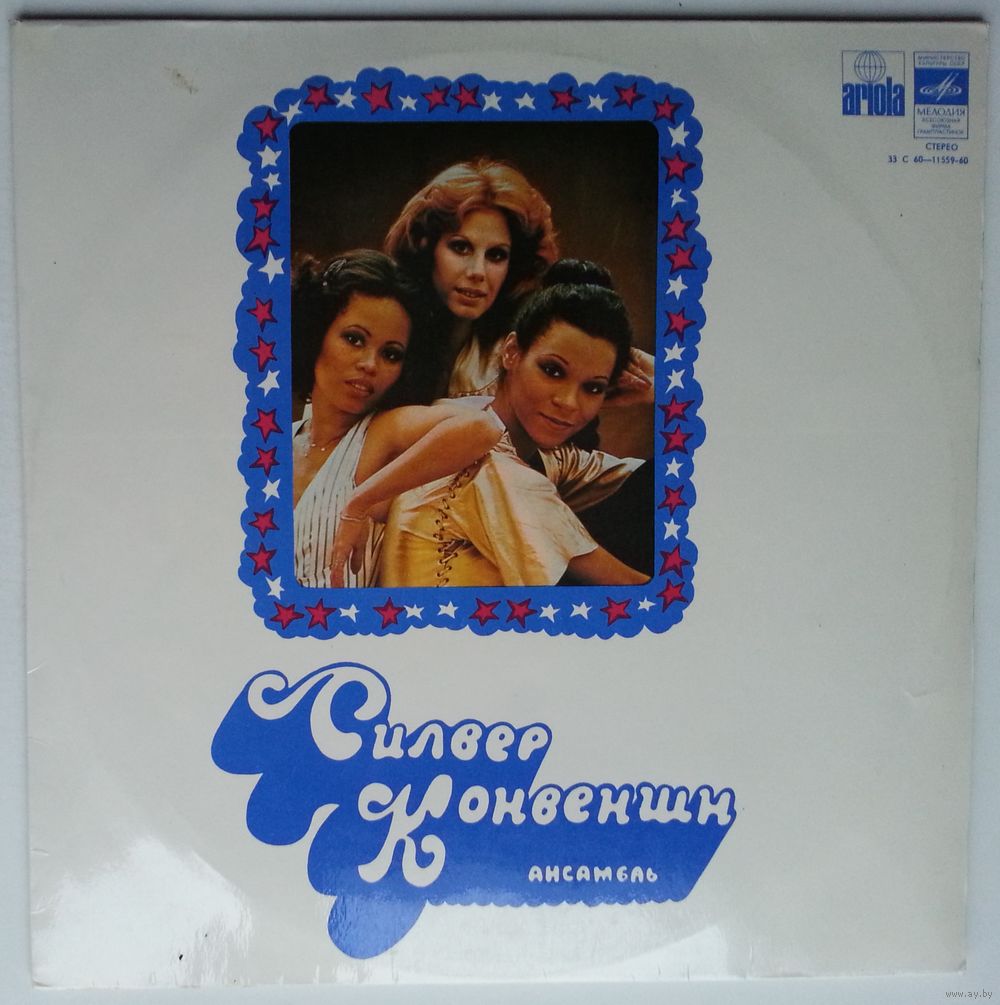 ariola
МИНИСТЕРСТВО
КУЛЬТУРЫ СССР
МЕЛОДИЯ
ВСЕСОЮЗНАЯ
ФИРМА
ГРАМПЛАСТИНОК
СТЕРЕО
33 С 60—11559-60
Силвер
Конвеншн
АНСАМБЛЬ
www.ay.by